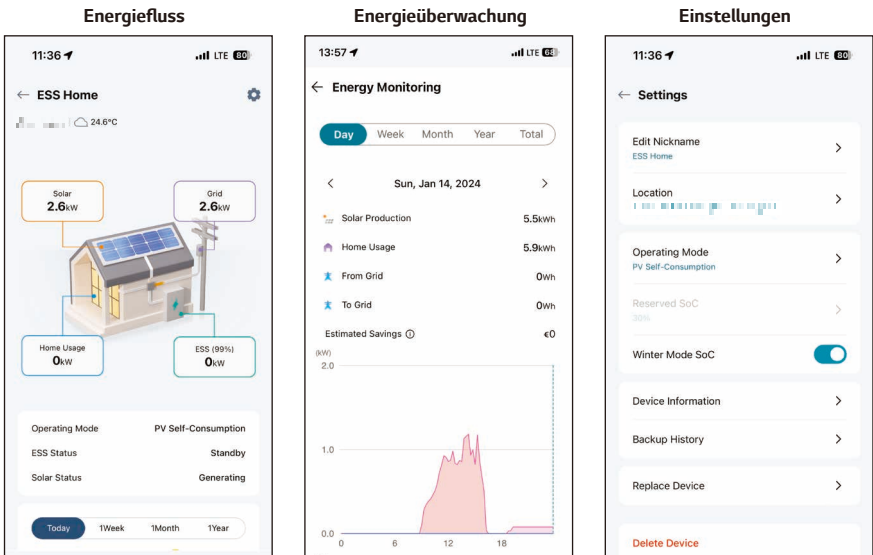 Energiefluss
11:36 LTE 80
ESS Home
24.6°C
Solar
2.6kW
Grid
2.6kW
Home Usage
0kW
ESS (99%)
0kW
Operating Mode PV Self-Consumption
ESS Status Standby
Solar Status Generating
Today 1Week 1Month 1Year
Energieüberwachung
13:57 LTE 68
Energy Monitoring
Day Week Month Year Total
Sun, Jan 14, 2024
Solar Production 5.5kWh
Home Usage 5.9kWh
From Grid 0Wh
To Grid 0Wh
Estimated Savings €0
(kW)
2.0
1.0
0.0
0 6 12 18
Einstellungen
11:36 LTE 80
Settings
Edit Nickname
ESS Home
Location
Operating Mode
PV Self-Consumption
Reserved SoC
30%
Winter Mode SoC
Device Information
Backup History
Replace Device
Delete Device